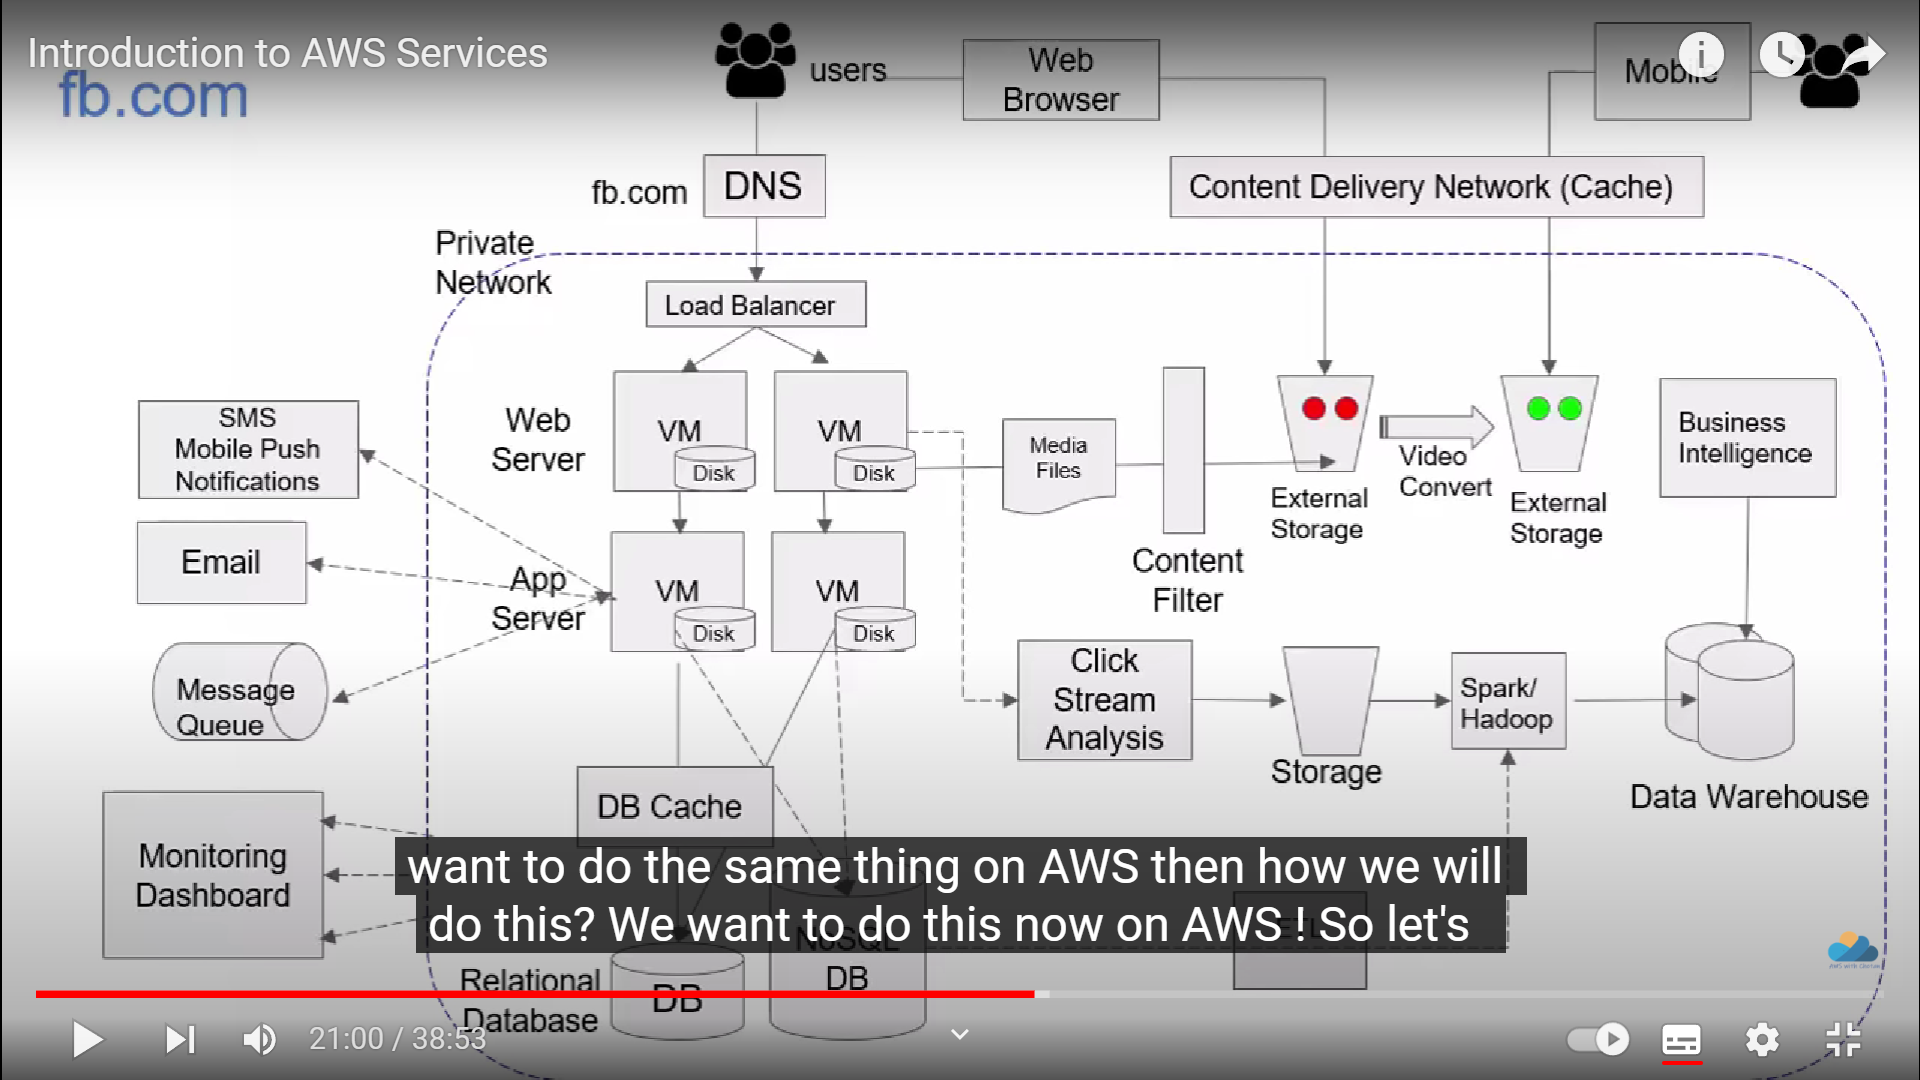 Introduction to AWS Services
fb.com
users
Web
Browser
Mobile
fb.com
DNS
Content Delivery Network (Cache)
Private
Network
Load Balancer
Web
Server
VM
Disk
VM
Disk
SMS
Mobile Push
Notifications
Media
Files
Content
Filter
External
Storage
Video
Convert
External
Storage
Business
Intelligence
Email
App
Server
VM
Disk
VM
Disk
Message
Queue
Click
Stream
Analysis
Storage
Spark/
Hadoop
Data Warehouse
DB Cache
Monitoring
Dashboard
want to do the same thing on AWS then how we will
do this? We want to do this now on AWS ! So let's
NoSQL
DB
ETL
Relational
Database
DB
21:00 / 38:53